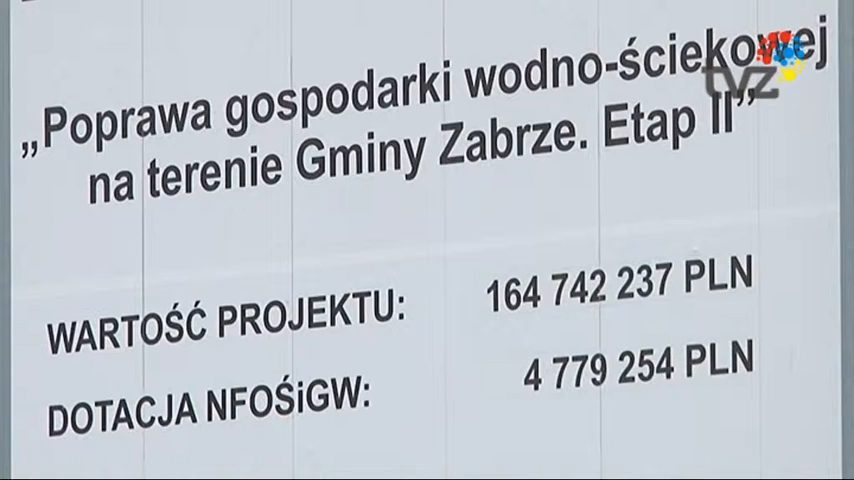 „Poprawa gospodarki wodno-ściekowej
na terenie Gminy Zabrze. Etap II”
WARTOŚĆ PROJEKTU: 164 742 237 PLN
DOTACJA NFOŚiGW: 4 779 254 PLN
tvz